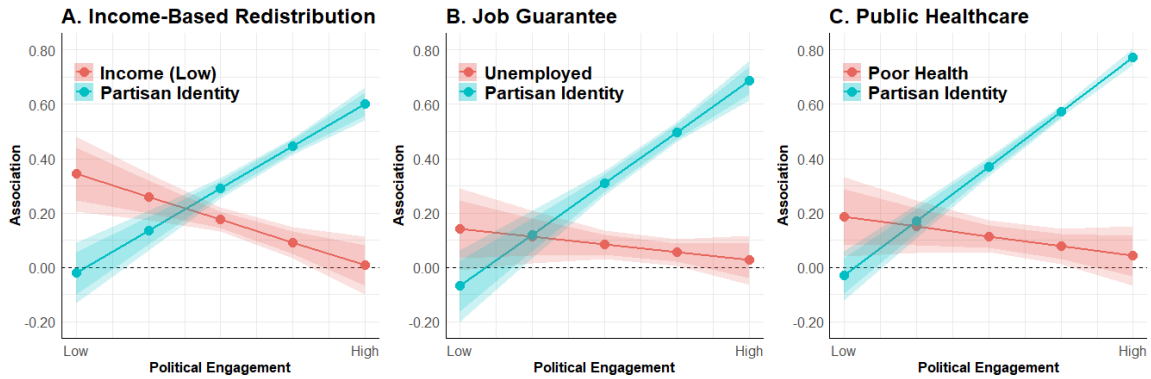 A. Income-Based Redistribution
0.80
0.60
0.40
0.20
0.00
-0.20
Association
Income (Low)
Partisan Identity
Low
High
Political Engagement
B. Job Guarantee
0.80
0.60
0.40
0.20
0.00
-0.20
Association
Unemployed
Partisan Identity
Low
High
Political Engagement
C. Public Healthcare
0.80
0.60
0.40
0.20
0.00
-0.20
Association
Poor Health
Partisan Identity
Low
High
Political Engagement